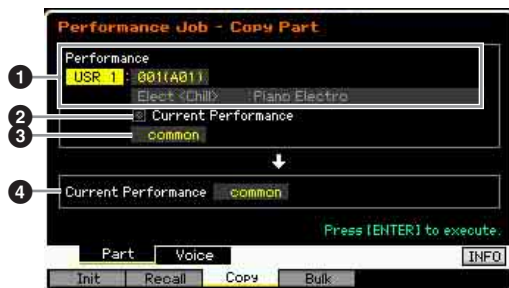 Performance Job - Copy Part
Performance
1 USR 1 : 001(A01)
Elect <Chill> :Piano Electro
2 Current Performance
3 common
4 Current Performance common
Press [ENTER] to execute.
Part Voice INFO
Init Recall Copy Bulk